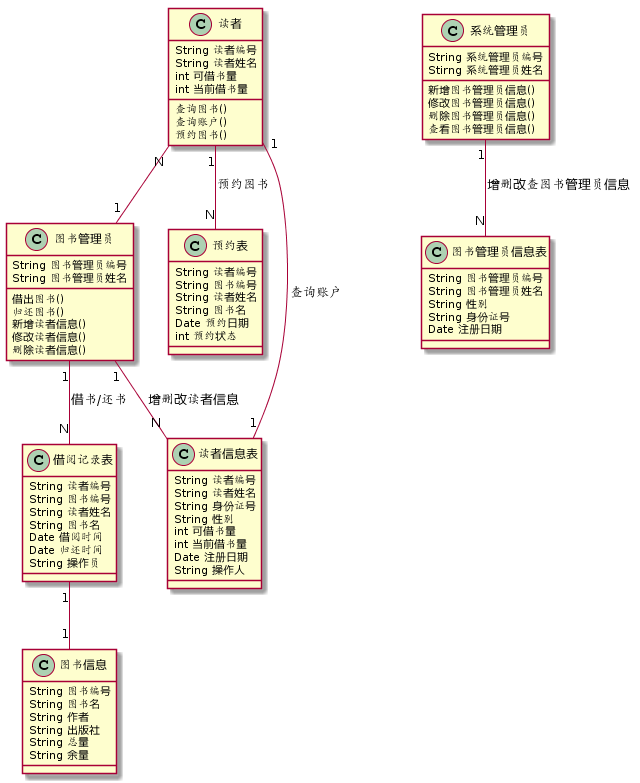 C 读者
String 读者编号
String 读者姓名
int 可借书量
int 当前借书量
查询图书()
查询账户()
预约图书()
C 系统管理员
String 系统管理员编号
Stirng 系统管理员姓名
新增图书管理员信息()
修改图书管理员信息()
删除图书管理员信息()
查看图书管理员信息()
N
1
1
1
1
预约图书
增删改查图书管理员信息
1
N
N
C 图书管理员
String 图书管理员编号
String 图书管理员姓名
借出图书()
归还图书()
新增读者信息()
修改读者信息()
删除读者信息()
C 预约表
String 读者编号
String 图书编号
String 读者姓名
String 图书名
Date 预约日期
int 预约状态
查询账户
C 图书管理员信息表
String 图书管理员编号
String 图书管理员姓名
String 性别
String 身份证号
Date 注册日期
1
1
借书/还书
增删改读者信息
N
N
1
C 借阅记录表
String 读者编号
String 图书编号
String 读者姓名
String 图书名
Date 借阅时间
Date 归还时间
String 操作员
C 读者信息表
String 读者编号
String 读者姓名
String 身份证号
String 性别
int 可借书量
int 当前借书量
Date 注册日期
String 操作人
1
1
C 图书信息
String 图书编号
String 图书名
String 作者
String 出版社
String 总量
String 余量